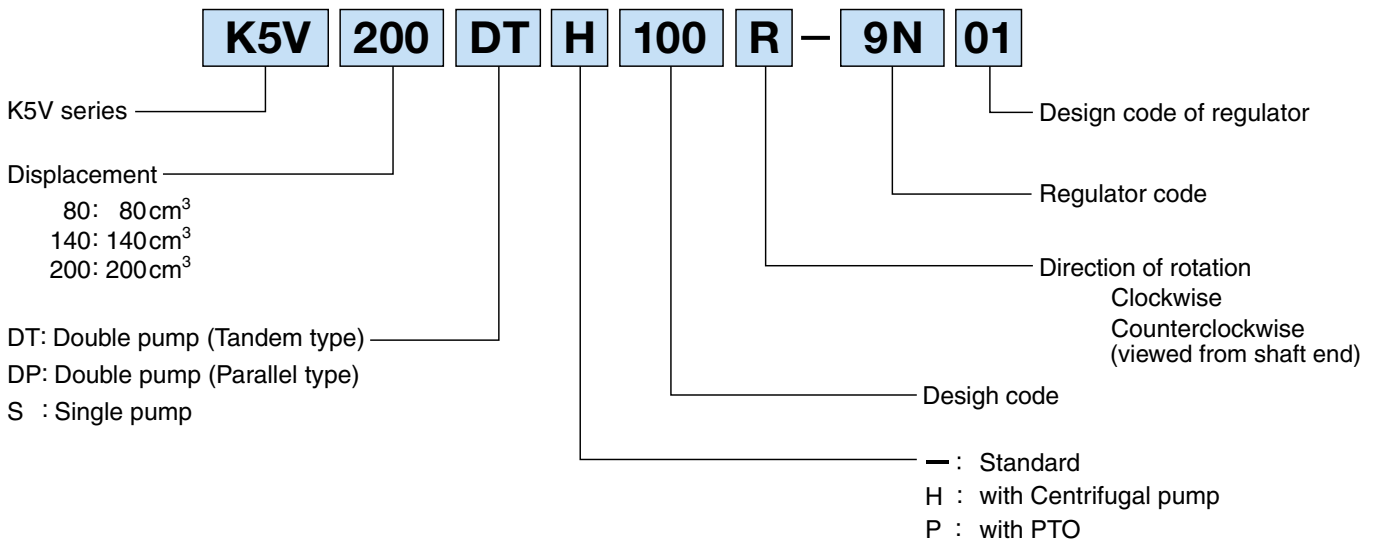 K5V 200 DT H 100 R – 9N 01
K5V series
Design code of regulator
Displacement
80: 80cm³
140: 140cm³
200: 200cm³
Regulator code
Direction of rotation
Clockwise
Counterclockwise
(viewed from shaft end)
DT: Double pump (Tandem type)
DP: Double pump (Parallel type)
S : Single pump
Desigh code
– : Standard
H : with Centrifugal pump
P : with PTO